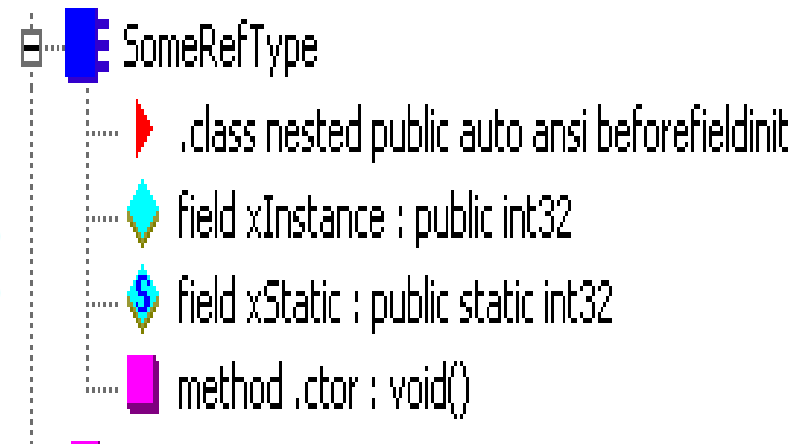 SomeRefType
.class nested public auto ansi beforefieldinit
field xInstance : public int32
S
field xStatic : public static int32
method .ctor : void()